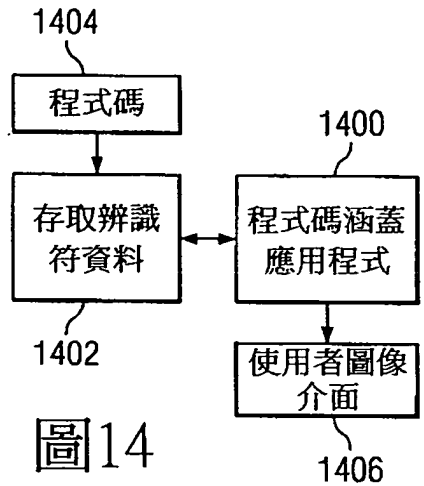 1404
程式碼
1400
存取辨識
符資料
程式碼涵蓋
應用程式
1402
使用者圖像
介面
圖14
1406